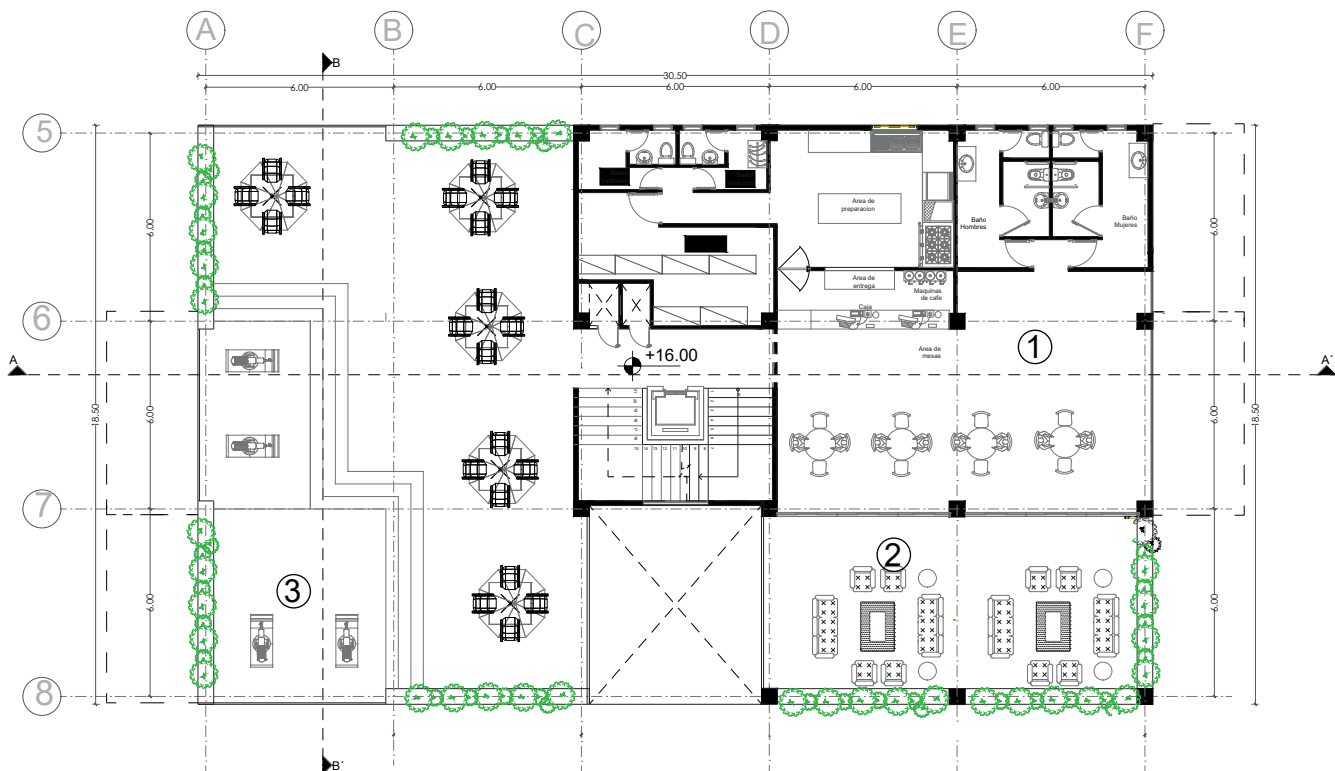 A
B
C
D
E
F
B
30.50
6.00
6.00
6.00
6.00
6.00
5
6.00
6.00
18.50
18.50
Area de
preparacion
Baño
Hombres
Baño
Mujeres
Area de
entrega
Maquinas
de cafe
Caja
6
Area de
mesas
1
+16.00
A
A´
6.00
6.00
7
2
3
6.00
6.00
8
B´